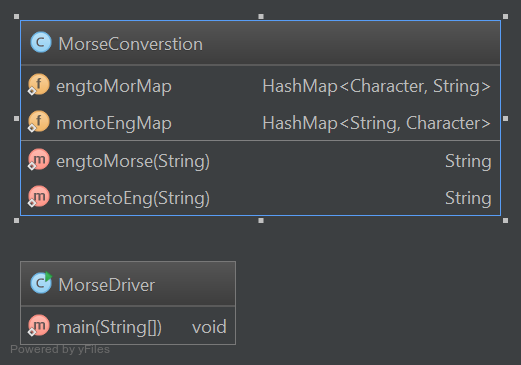 C MorseConverstion
f engtoMorMap HashMap<Character, String>
f mortoEngMap HashMap<String, Character>
m engtoMorse(String) String
m morsetoEng(String) String
C MorseDriver
m main(String[]) void
Powered by yFiles